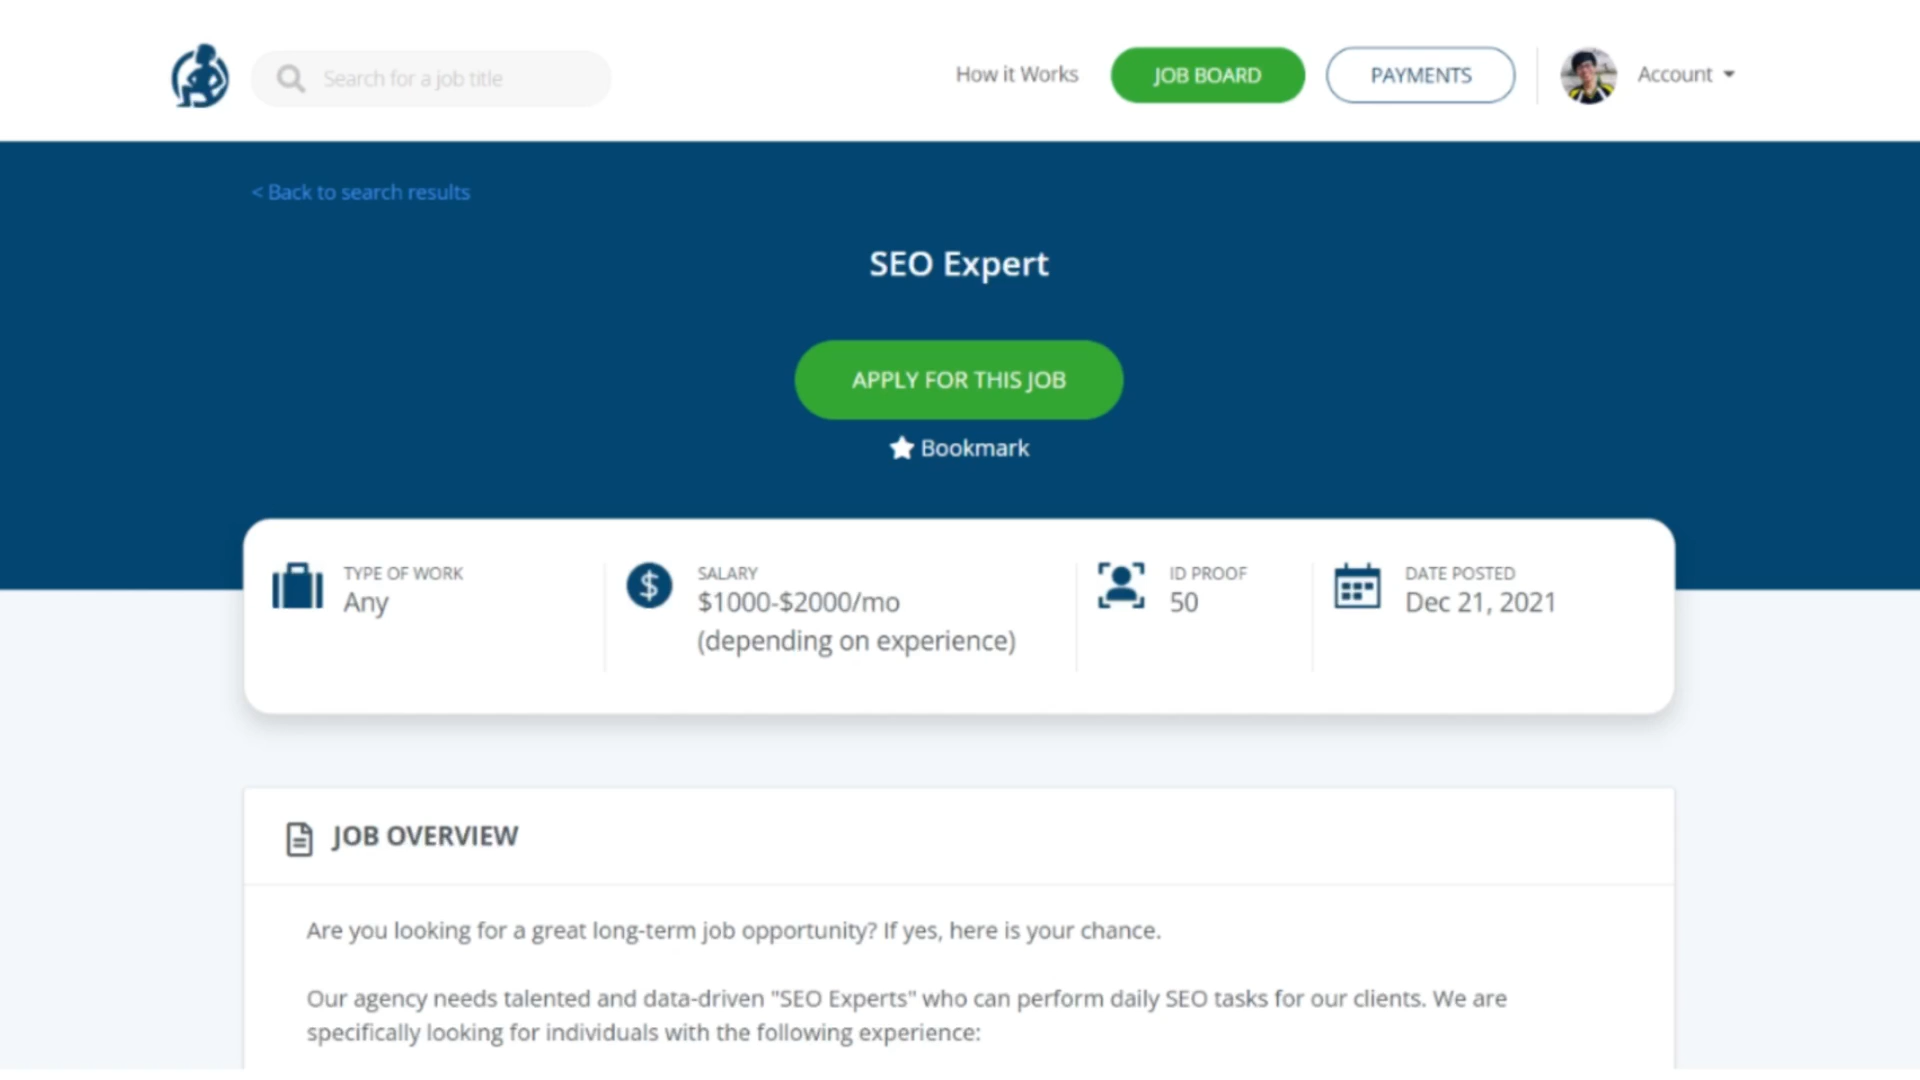 Search for a job title
How it Works
JOB BOARD
PAYMENTS
Account
< Back to search results
SEO Expert
APPLY FOR THIS JOB
Bookmark
TYPE OF WORK
Any
SALARY
$1000-$2000/mo
(depending on experience)
ID PROOF
50
DATE POSTED
Dec 21, 2021
JOB OVERVIEW
Are you looking for a great long-term job opportunity? If yes, here is your chance.
Our agency needs talented and data-driven "SEO Experts" who can perform daily SEO tasks for our clients. We are
specifically looking for individuals with the following experience: